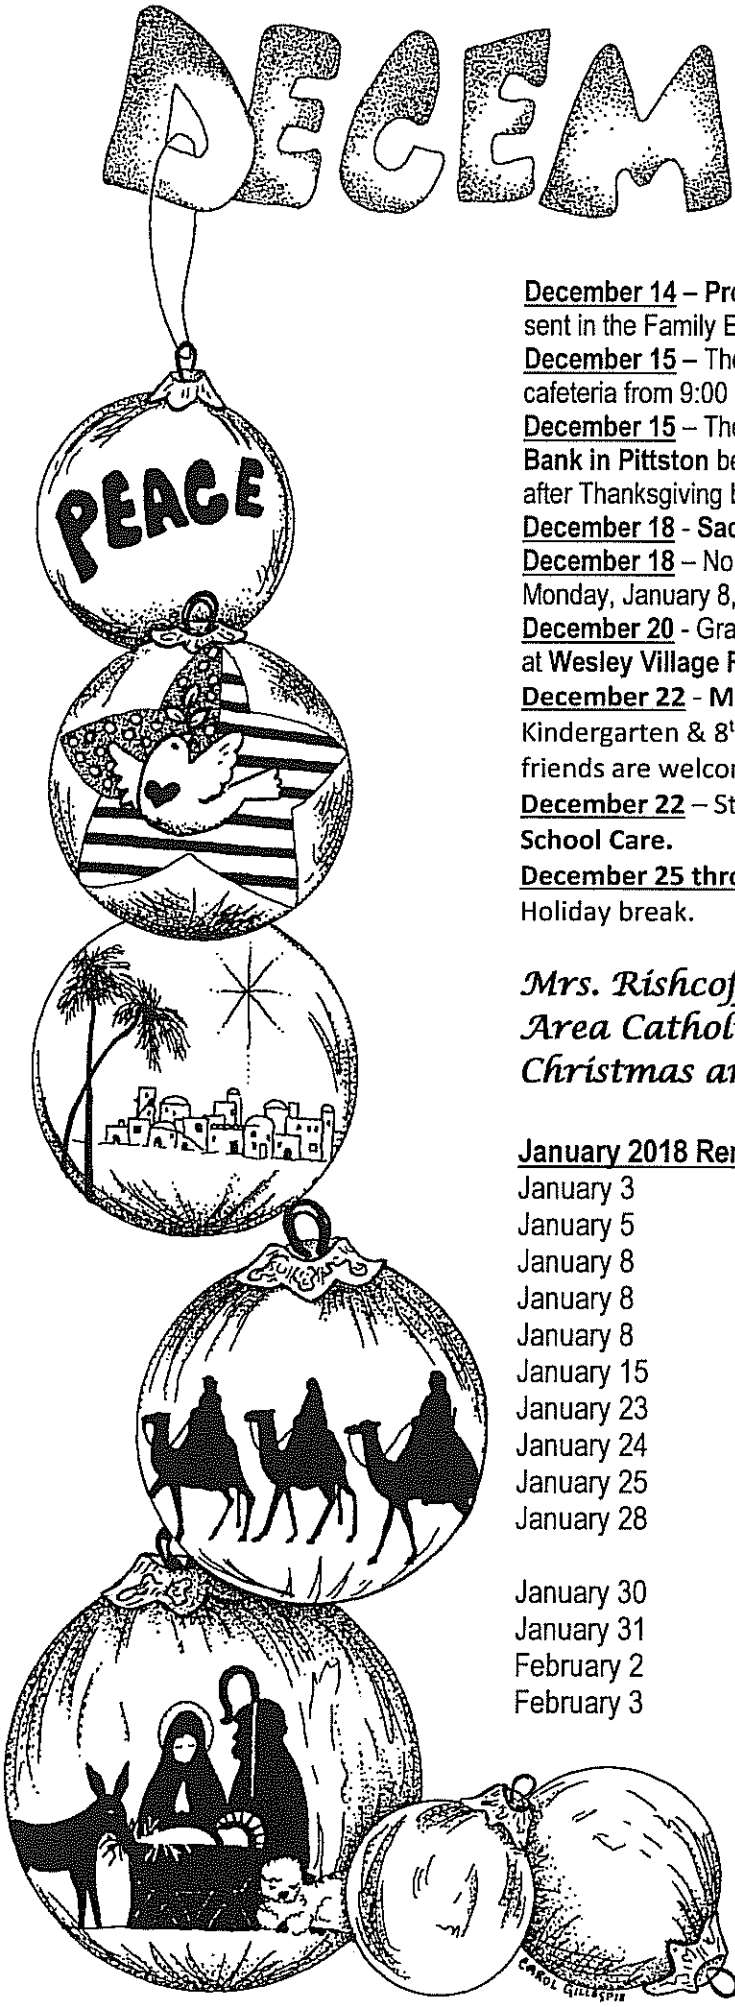 DECEM
December 14 – Pro
sent in the Family E
December 15 – The
cafeteria from 9:00
December 15 – The
Bank in Pittston be
after Thanksgiving b
December 18 - Sac
December 18 – No
Monday, January 8,
December 20 - Gra
at Wesley Village R
December 22 - M
Kindergarten & 8t
friends are welcom
December 22 – St
School Care.
December 25 thro
Holiday break.
Mrs. Rishcoff
Area Cathol
Christmas an
January 2018 Rem
January 3
January 5
January 8
January 8
January 8
January 15
January 23
January 24
January 25
January 28
January 30
January 31
February 2
February 3
PEACE
CAROL GILLESPIE